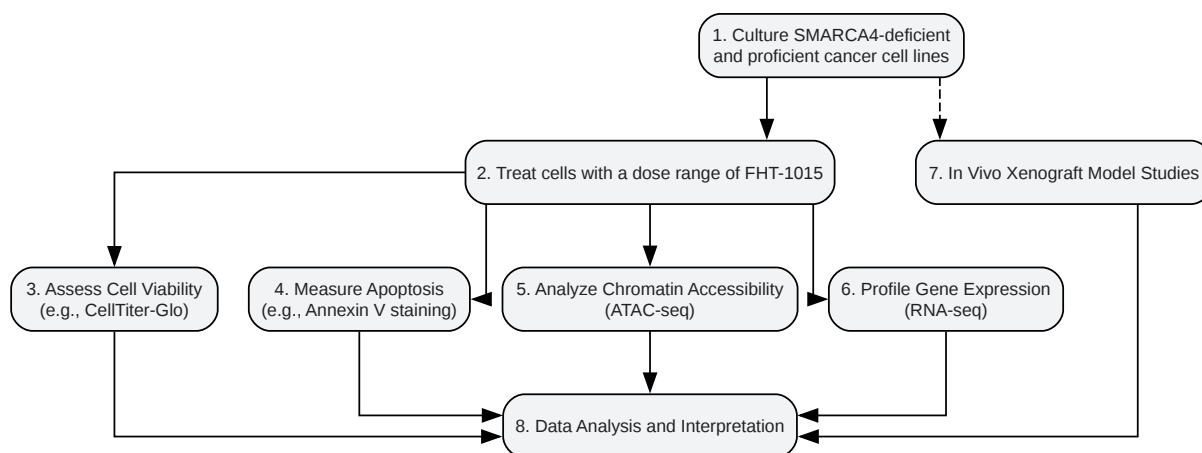 1. Culture SMARCA4-deficient
and proficient cancer cell lines
2. Treat cells with a dose range of FHT-1015
7. In Vivo Xenograft Model Studies
3. Assess Cell Viability
(e.g., CellTiter-Glo)
4. Measure Apoptosis
(e.g., Annexin V staining)
5. Analyze Chromatin Accessibility
(ATAC-seq)
6. Profile Gene Expression
(RNA-seq)
8. Data Analysis and Interpretation